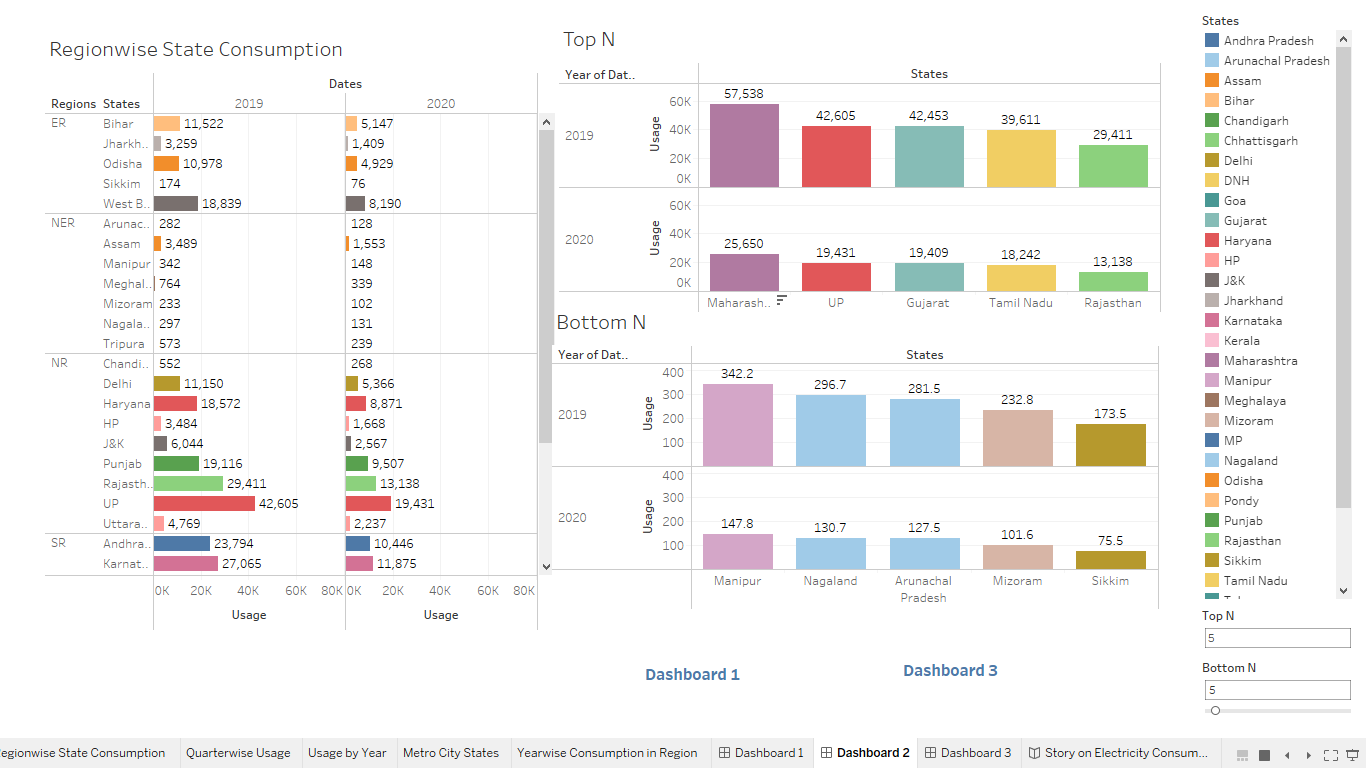 Regionwise State Consumption
Dates
Regions States 2019 2020
ER Bihar 11,522 5,147
Jharkh.. 3,259 1,409
Odisha 10,978 4,929
Sikkim 174 76
West B.. 18,839 8,190
NER Arunac.. 282 128
Assam 3,489 1,553
Manipur 342 148
Meghal.. 764 339
Mizoram 233 102
Nagala.. 297 131
Tripura 573 239
NR Chandi.. 552 268
Delhi 11,150 5,366
Haryana 18,572 8,871
HP 3,484 1,668
J&K 6,044 2,567
Punjab 19,116 9,507
Rajasth.. 29,411 13,138
UP 42,605 19,431
Uttara.. 4,769 2,237
SR Andhra.. 23,794 10,446
Karnat.. 27,065 11,875
0K 20K 40K 60K 80K 0K 20K 40K 60K 80K
Usage Usage
Top N
Year of Dat.. States
2019
Usage
60K
40K
20K
0K
57,538 42,605 42,453 39,611 29,411
2020
Usage
60K
40K
20K
0K
25,650 19,431 19,409 18,242 13,138
Maharash.. UP Gujarat Tamil Nadu Rajasthan
Bottom N
Year of Dat.. States
2019
Usage
400
300
200
100
342.2 296.7 281.5 232.8 173.5
2020
Usage
400
300
200
100
147.8 130.7 127.5 101.6 75.5
Manipur Nagaland Arunachal Mizoram Sikkim
Pradesh
Dashboard 1 Dashboard 3
States
Andhra Pradesh
Arunachal Pradesh
Assam
Bihar
Chandigarh
Chhattisgarh
Delhi
DNH
Goa
Gujarat
Haryana
HP
J&K
Jharkhand
Karnataka
Kerala
Maharashtra
Manipur
Meghalaya
Mizoram
MP
Nagaland
Odisha
Pondy
Punjab
Rajasthan
Sikkim
Tamil Nadu
Top N
5
Bottom N
5
egionwise State Consumption Quarterwise Usage Usage by Year Metro City States Yearwise Consumption in Region Dashboard 1 Dashboard 2 Dashboard 3 Story on Electricity Consum...